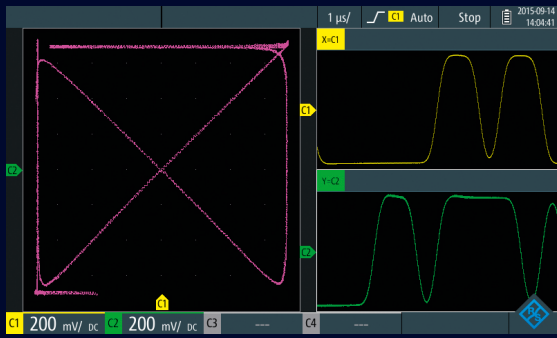 1 µs/ C1 Auto Stop 2015-09-14
14:04:41
X=C1
C1
Y=C2
C2
C2
C1
C1 200 mV/ DC C2 200 mV/ DC C3 --- C4 ---
R&S